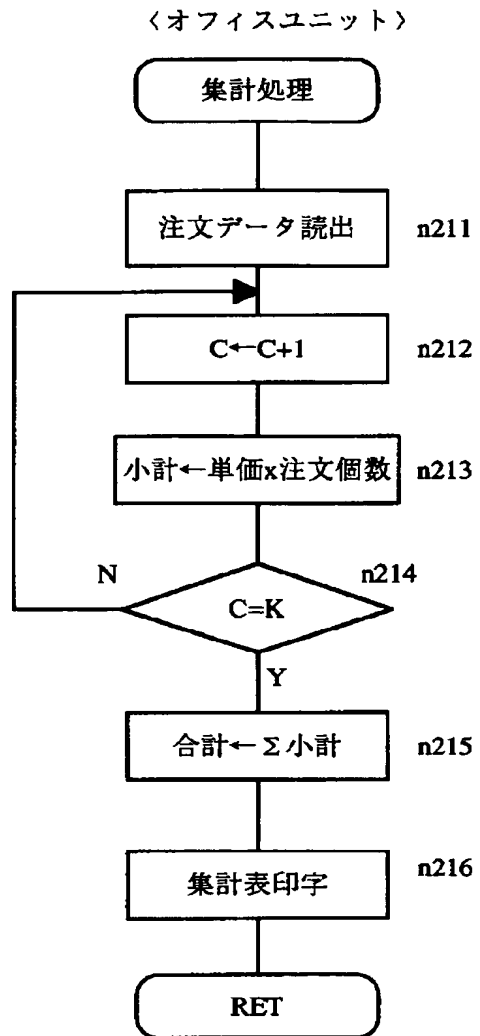 〈オフィスユニット〉
集計処理
注文データ読出 n211
C←C+1 n212
小計←単価x注文個数 n213
N n214
C=K
Y
合計←Σ小計 n215
集計表印字 n216
RET